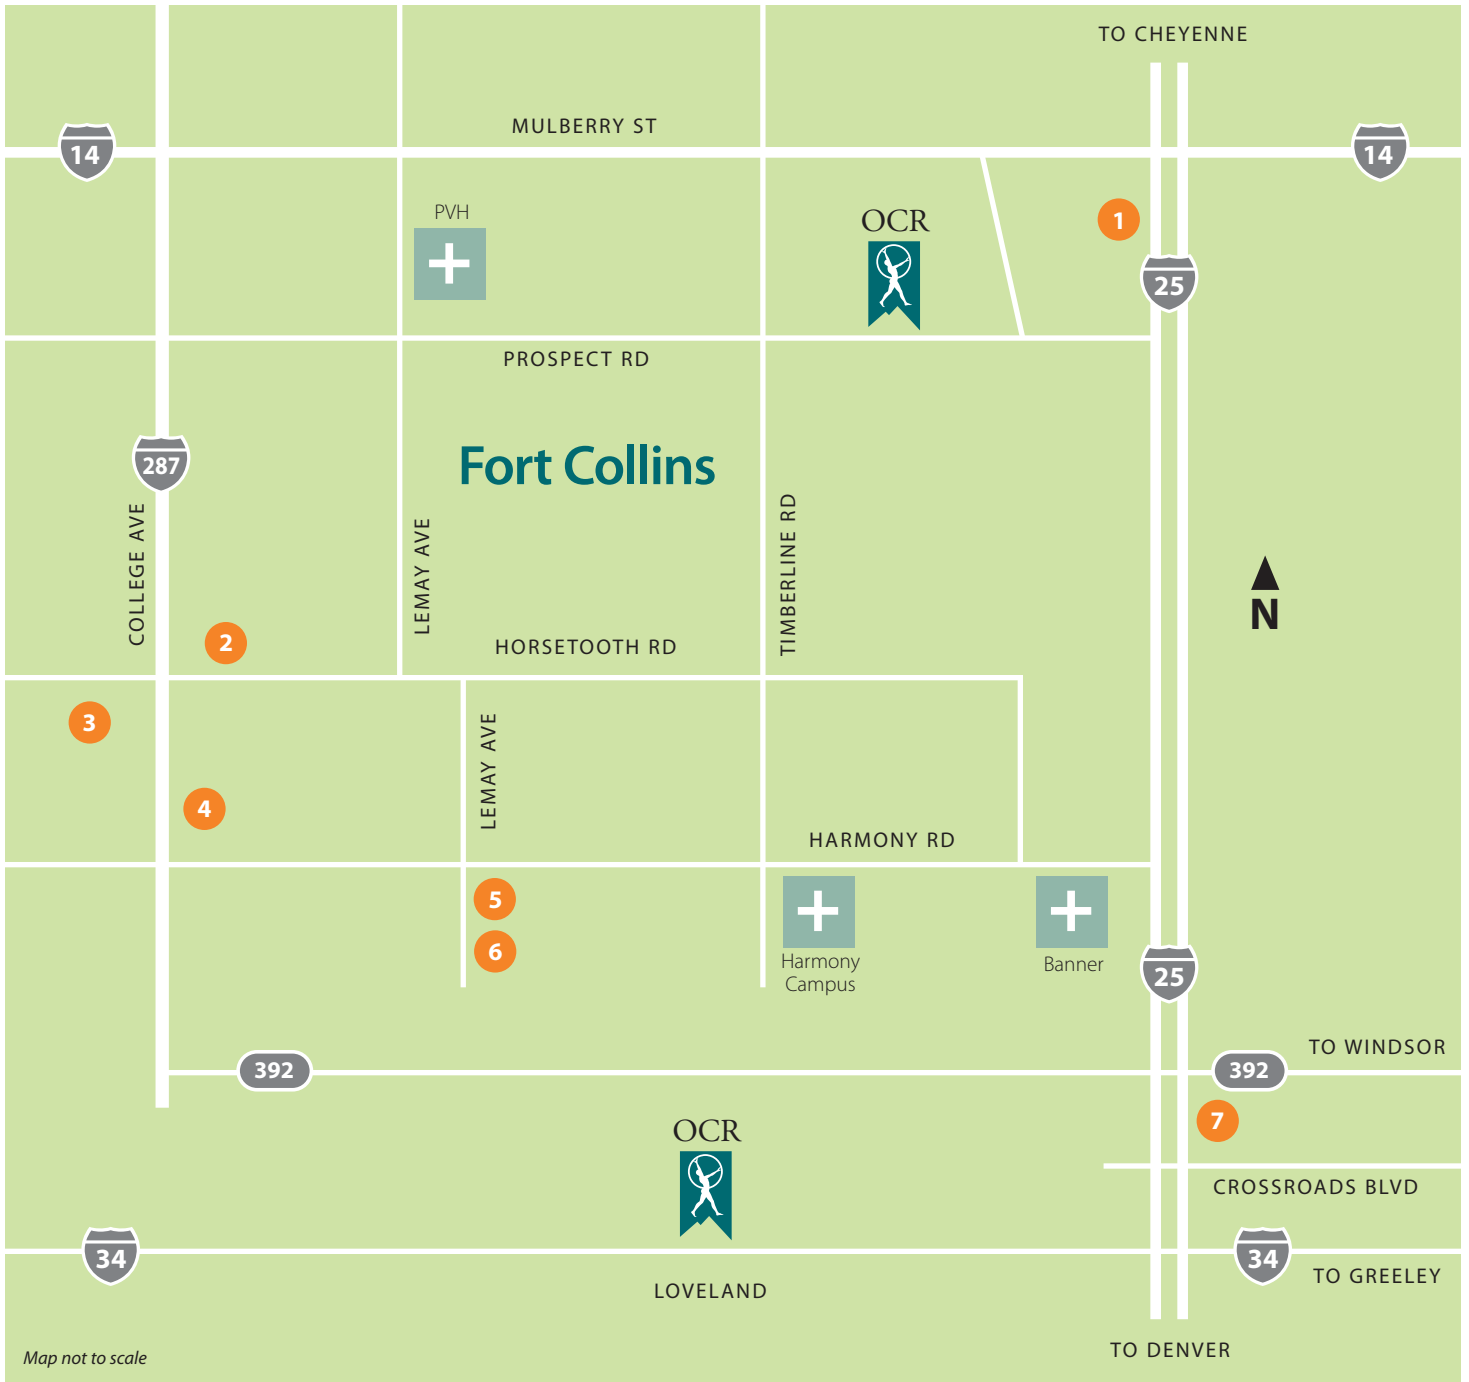 TO CHEYENNE
MULBERRY ST
14
14
PVH
OCR
1
25
PROSPECT RD
Fort Collins
287
COLLEGE AVE
LEMAY AVE
TIMBERLINE RD
N
2
HORSETOOTH RD
3
LEMAY AVE
4
HARMONY RD
5
6
Harmony
Campus
Banner
25
TO WINDSOR
392
392
7
OCR
CROSSROADS BLVD
34
34
TO GREELEY
LOVELAND
TO DENVER
Map not to scale